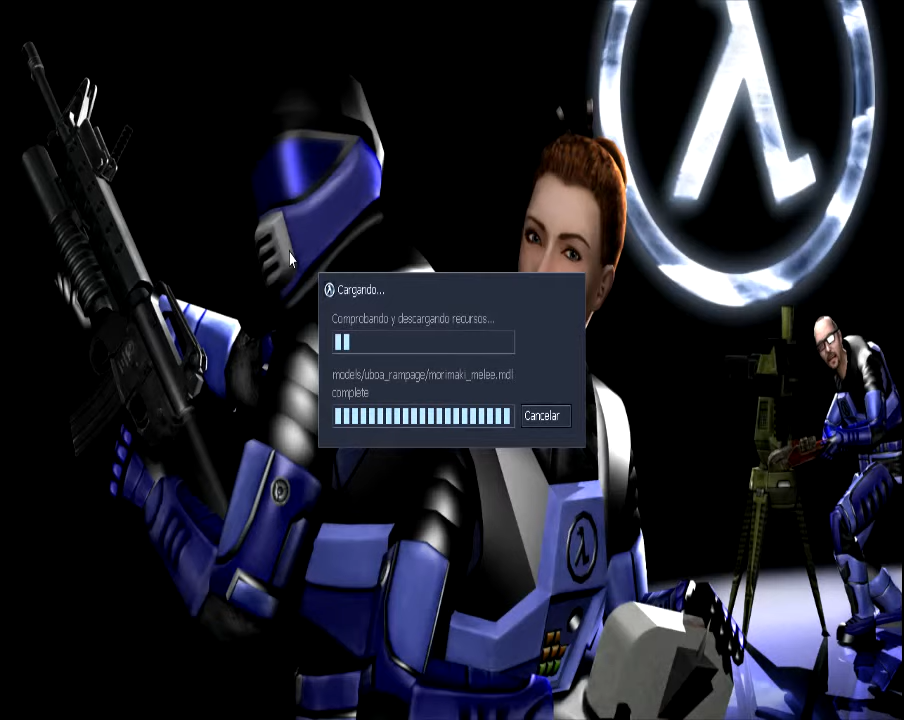 Cargando...
Comprobando y descargando recursos...
models/uboa_rampage/morimaki_melee.mdl
complete
Cancelar